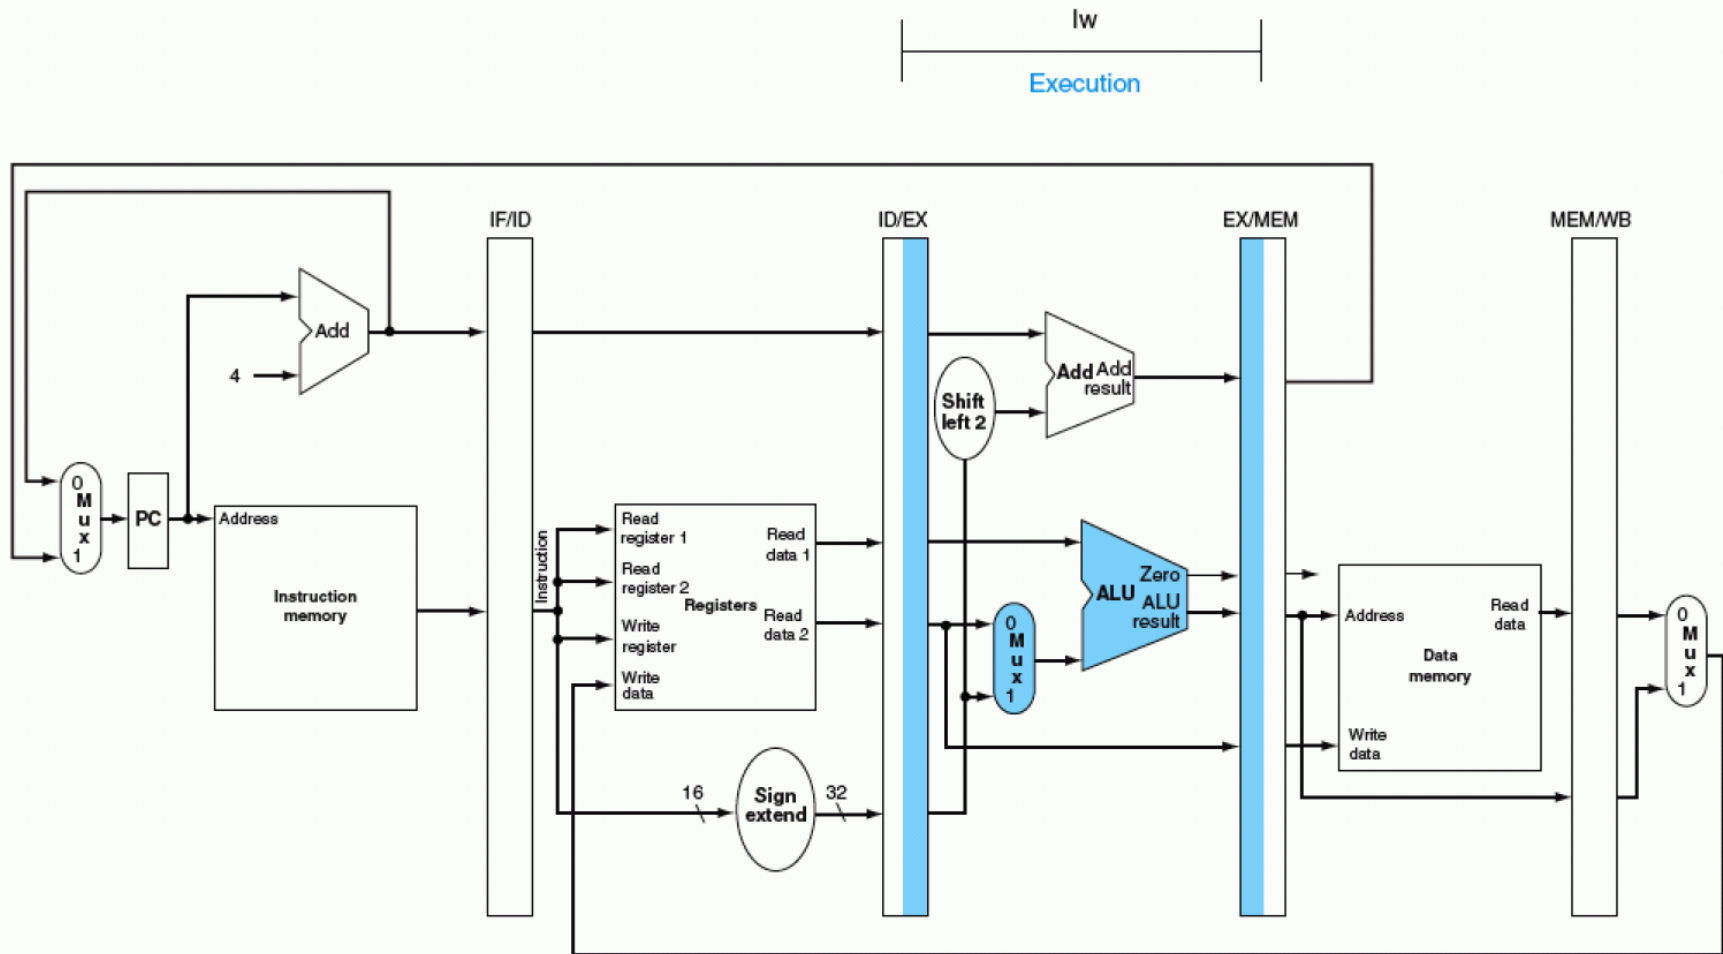 lw
Execution
IF/ID
ID/EX
EX/MEM
MEM/WB
Add
4
Shift
left 2
Add Add
result
0
M
u
x
1
PC
Address
Instruction
memory
Instruction
Read
register 1
Read
register 2
Write
register
Write
data
Registers
Read
data 1
Read
data 2
16
Sign
extend
32
0
M
u
x
1
ALU
Zero
ALU
result
Address
Write
data
Data
memory
Read
data
0
M
u
x
1